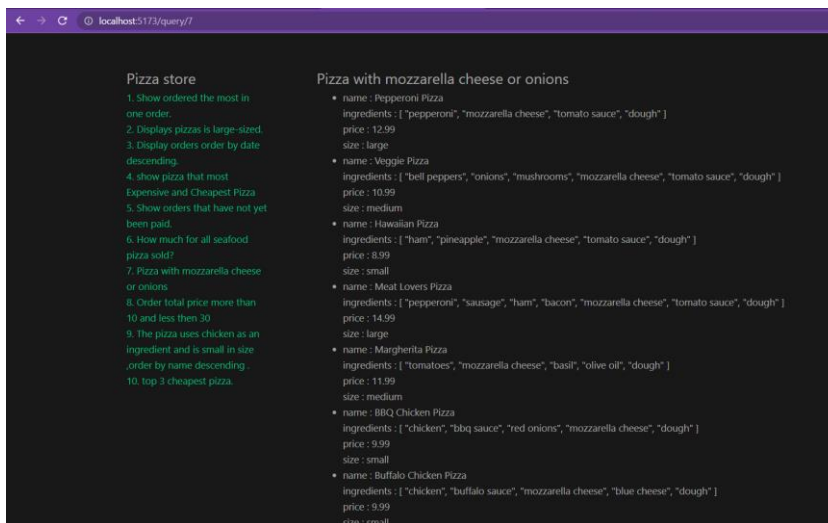 localhost:5173/query/7
Pizza store
1. Show ordered the most in
one order.
2. Displays pizzas is large-sized.
3. Display orders order by date
descending.
4. show pizza that most
Expensive and Cheapest Pizza
5. Show orders that have not yet
been paid.
6. How much for all seafood
pizza sold?
7. Pizza with mozzarella cheese
or onions
8. Order total price more than
10 and less then 30
9. The pizza uses chicken as an
ingredient and is small in size
,order by name descending .
10. top 3 cheapest pizza.
Pizza with mozzarella cheese or onions
• name : Pepperoni Pizza
ingredients : [ "pepperoni", "mozzarella cheese", "tomato sauce", "dough" ]
price : 12.99
size : large
• name : Veggie Pizza
ingredients : [ "bell peppers", "onions", "mushrooms", "mozzarella cheese", "tomato sauce", "dough" ]
price : 10.99
size : medium
• name : Hawaiian Pizza
ingredients : [ "ham", "pineapple", "mozzarella cheese", "tomato sauce", "dough" ]
price : 8.99
size : small
• name : Meat Lovers Pizza
ingredients : [ "pepperoni", "sausage", "ham", "bacon", "mozzarella cheese", "tomato sauce", "dough" ]
price : 14.99
size : large
• name : Margherita Pizza
ingredients : [ "tomatoes", "mozzarella cheese", "basil", "olive oil", "dough" ]
price : 11.99
size : medium
• name : BBQ Chicken Pizza
ingredients : [ "chicken", "bbq sauce", "red onions", "mozzarella cheese", "dough" ]
price : 9.99
size : small
• name : Buffalo Chicken Pizza
ingredients : [ "chicken", "buffalo sauce", "mozzarella cheese", "blue cheese", "dough" ]
price : 9.99
size : small